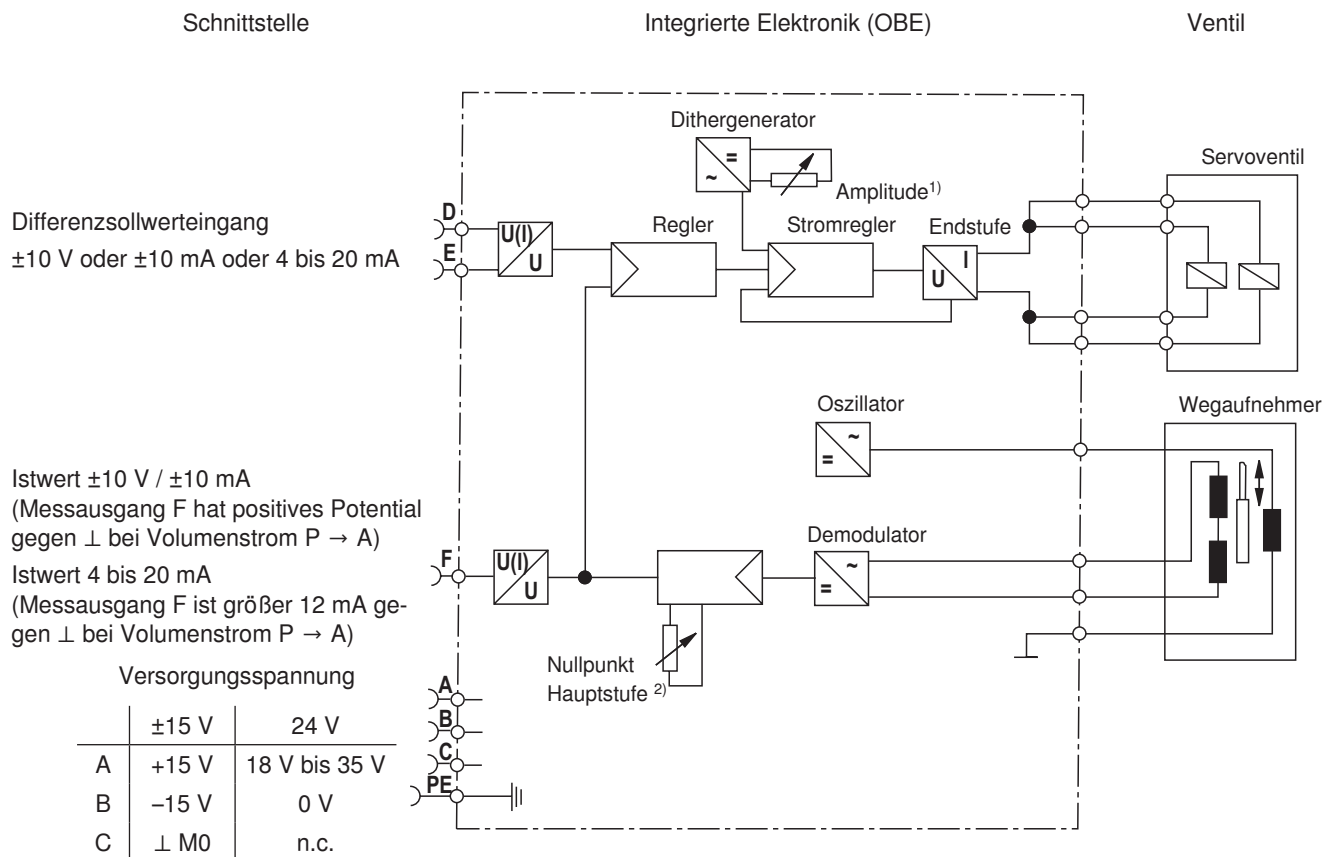 Schnittstelle
Integrierte Elektronik (OBE)
Ventil
Dithergenerator
=
~
Amplitude1)
Servoventil
Differenzsollwerteingang
±10 V oder ±10 mA oder 4 bis 20 mA
D
E
U(I)
U
Regler
Stromregler
Endstufe
I
U
Oszillator
~
=
Wegaufnehmer
Istwert ±10 V / ±10 mA
(Messausgang F hat positives Potential
gegen ⊥ bei Volumenstrom P → A)
Istwert 4 bis 20 mA
(Messausgang F ist größer 12 mA ge-
gen ⊥ bei Volumenstrom P → A)
F
U(I)
U
Demodulator
~
=
Nullpunkt
Hauptstufe 2)
Versorgungsspannung
±15 V 24 V
A +15 V 18 V bis 35 V
B –15 V 0 V
C ⊥ M0 n.c.
A
B
C
PE